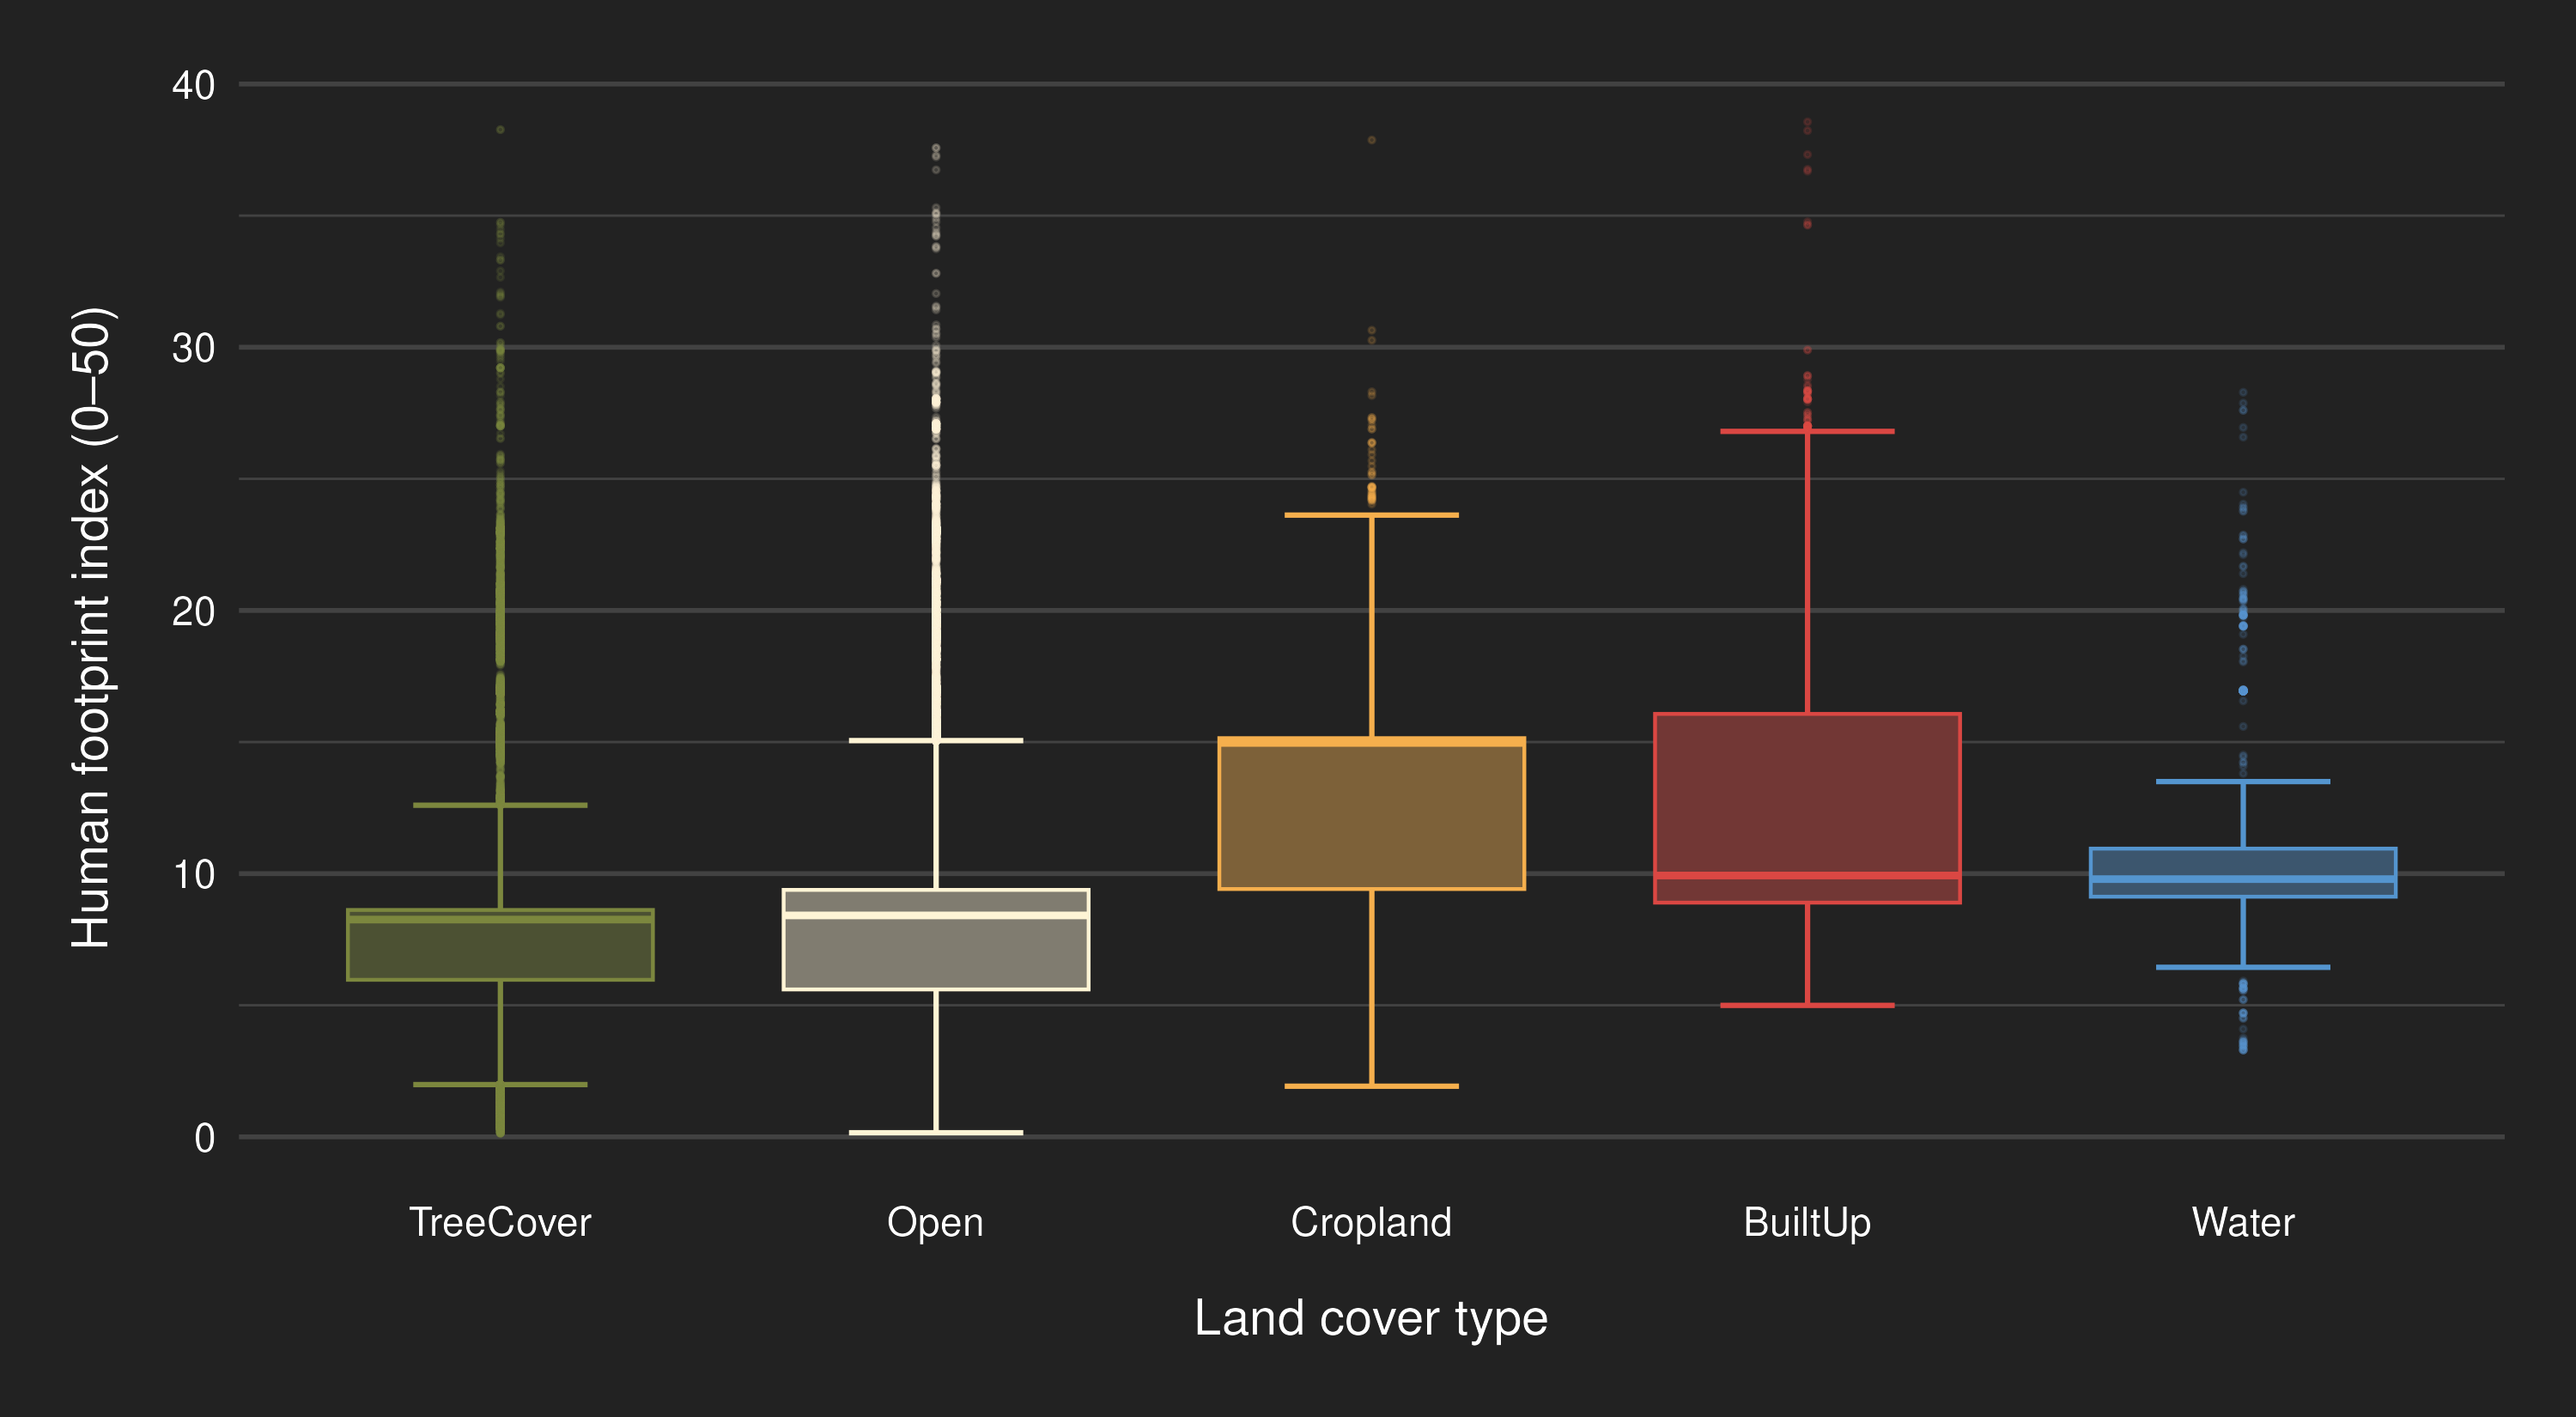 Human footprint index (0–50)
40
30
20
10
0
TreeCover
Open
Cropland
BuiltUp
Water
Land cover type